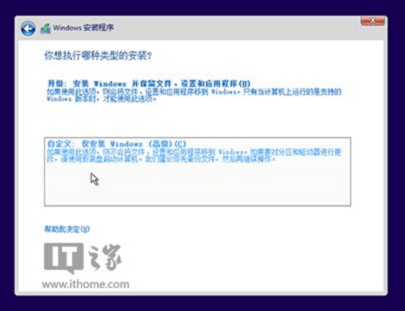 Windows 安装程序
你想执行哪种类型的安装?
升级: 安装 Windows 并保留文件、设置和应用程序(U)
如果使用此选项，则会将文件、设置和应用程序移到 Windows。只有当计算机上运行的是支持的
Windows 版本时，才能使用此选项。
自定义: 仅安装 Windows (高级)(C)
如果使用此选项，则不会将文件、设置和应用程序移到 Windows。如果要对分区和驱动器进行更
改，请使用安装盘启动计算机。我们建议你先备份文件，然后再继续操作。
帮助我决定(H)
IT之家
www.ithome.com